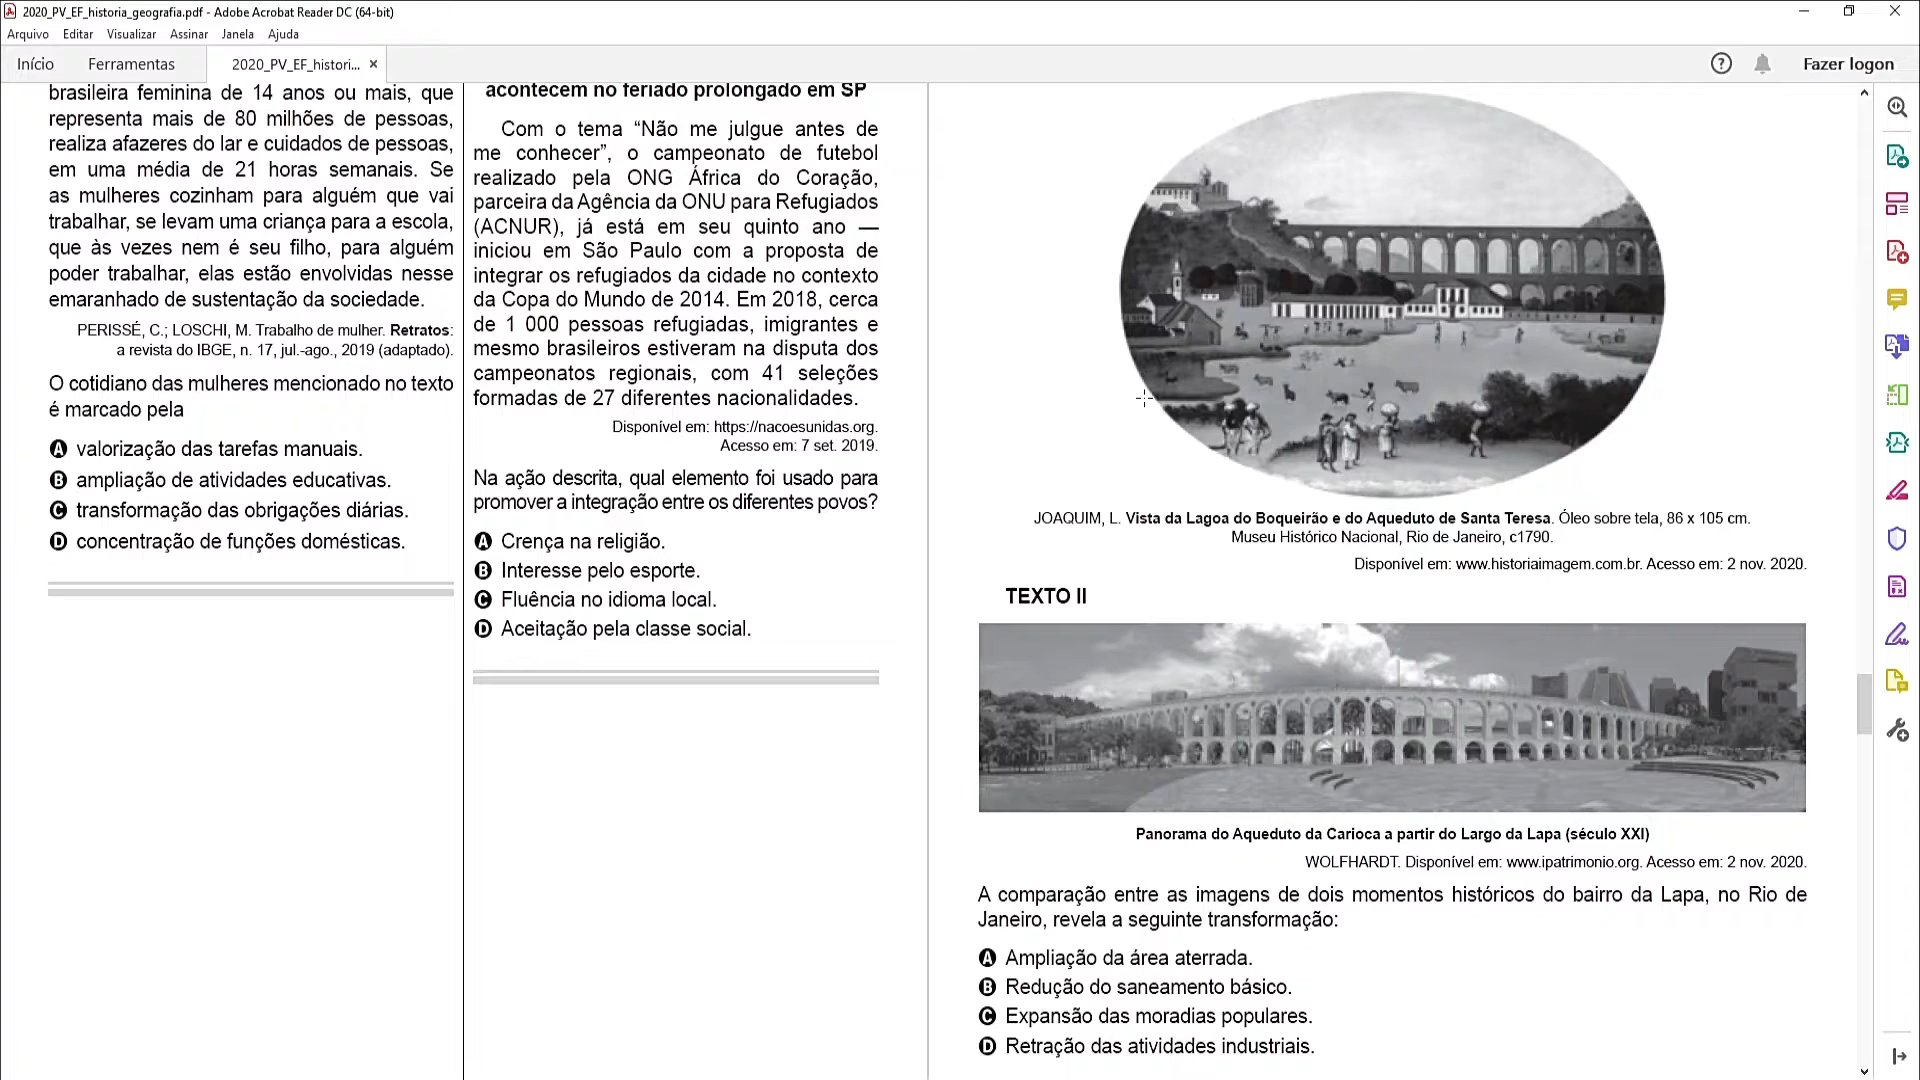 2020_PV_EF_historia_geografia.pdf - Adobe Acrobat Reader DC (64-bit)
Arquivo Editar Visualizar Assinar Janela Ajuda
Início Ferramentas 2020_PV_EF_histori... × Fazer logon
brasileira feminina de 14 anos ou mais, que
representa mais de 80 milhões de pessoas,
realiza afazeres do lar e cuidados de pessoas,
em uma média de 21 horas semanais. Se
as mulheres cozinham para alguém que vai
trabalhar, se levam uma criança para a escola,
que às vezes nem é seu filho, para alguém
poder trabalhar, elas estão envolvidas nesse
emaranhado de sustentação da sociedade.
PERISSÉ, C.; LOSCHI, M. Trabalho de mulher. Retratos:
a revista do IBGE, n. 17, jul.-ago., 2019 (adaptado).
O cotidiano das mulheres mencionado no texto
é marcado pela
A valorização das tarefas manuais.
B ampliação de atividades educativas.
C transformação das obrigações diárias.
D concentração de funções domésticas.
acontecem no feriado prolongado em SP
Com o tema “Não me julgue antes de
me conhecer”, o campeonato de futebol
realizado pela ONG África do Coração,
parceira da Agência da ONU para Refugiados
(ACNUR), já está em seu quinto ano —
iniciou em São Paulo com a proposta de
integrar os refugiados da cidade no contexto
da Copa do Mundo de 2014. Em 2018, cerca
de 1 000 pessoas refugiadas, imigrantes e
mesmo brasileiros estiveram na disputa dos
campeonatos regionais, com 41 seleções
formadas de 27 diferentes nacionalidades.
Disponível em: https://nacoesunidas.org.
Acesso em: 7 set. 2019.
Na ação descrita, qual elemento foi usado para
promover a integração entre os diferentes povos?
A Crença na religião.
B Interesse pelo esporte.
C Fluência no idioma local.
D Aceitação pela classe social.
JOAQUIM, L. Vista da Lagoa do Boqueirão e do Aqueduto de Santa Teresa. Óleo sobre tela, 86 x 105 cm.
Museu Histórico Nacional, Rio de Janeiro, c1790.
Disponível em: www.historiaimagem.com.br. Acesso em: 2 nov. 2020.
TEXTO II
Panorama do Aqueduto da Carioca a partir do Largo da Lapa (século XXI)
WOLFHARDT. Disponível em: www.ipatrimonio.org. Acesso em: 2 nov. 2020.
A comparação entre as imagens de dois momentos históricos do bairro da Lapa, no Rio de
Janeiro, revela a seguinte transformação:
A Ampliação da área aterrada.
B Redução do saneamento básico.
C Expansão das moradias populares.
D Retração das atividades industriais.